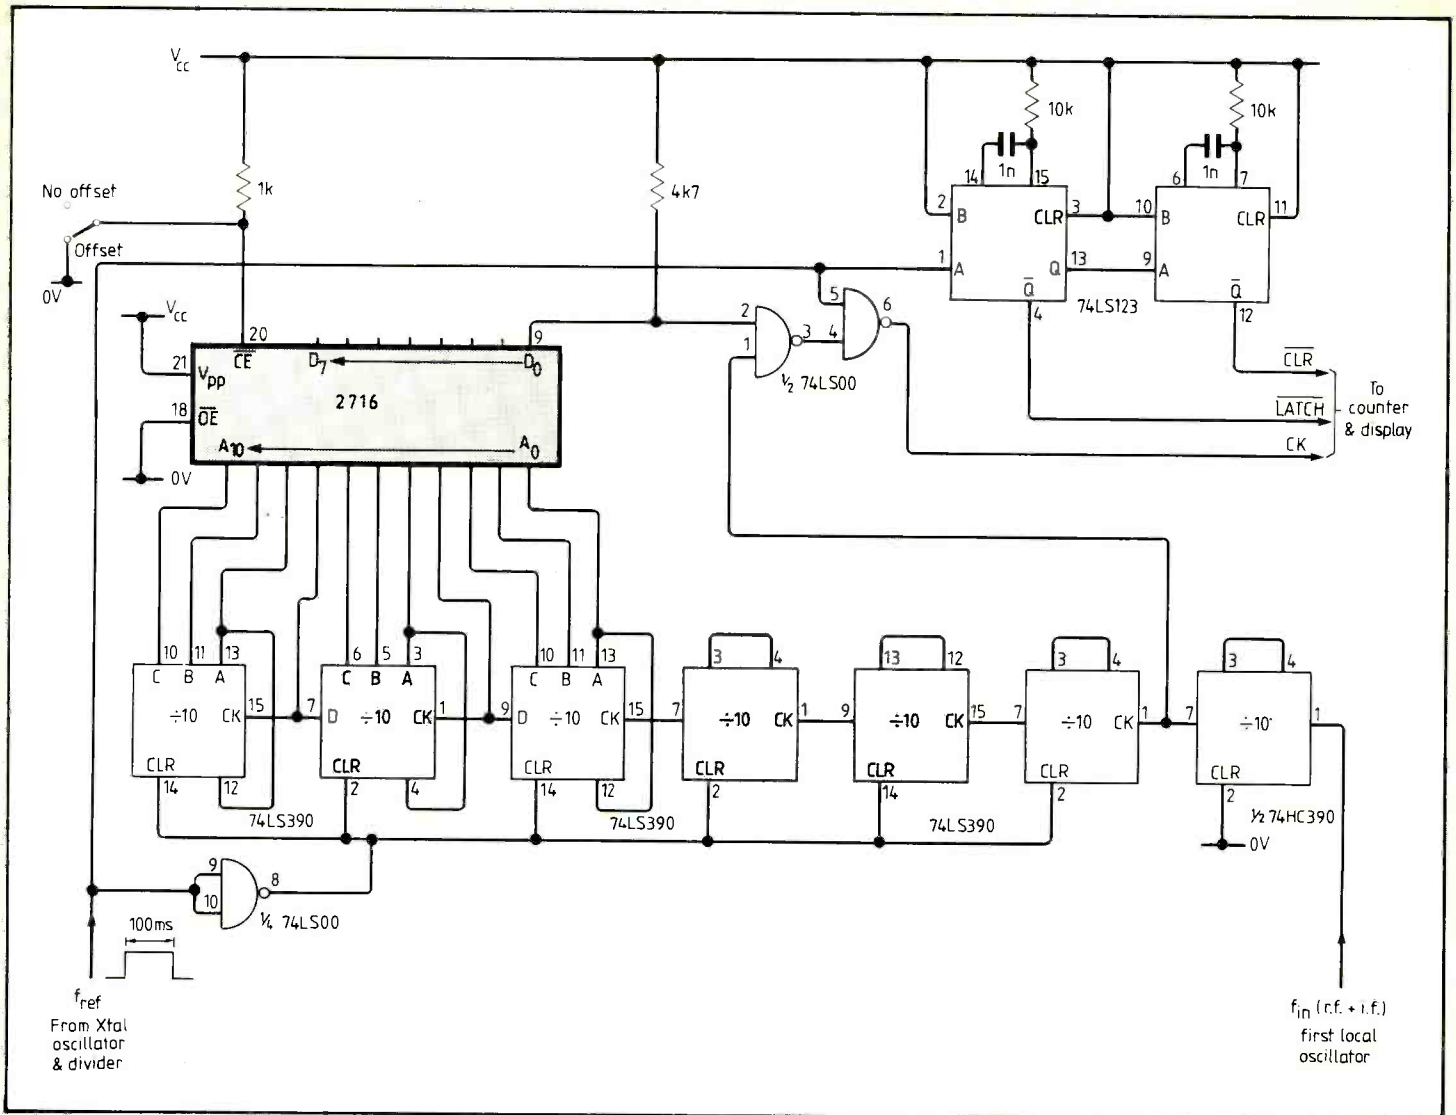 Vcc
10k
10k
1n
1n
14
15
6
7
1k
4k7
No offset
Offset
0V
2
B
CLR
3
10
B
CLR
11
1
A
Q
13
9
A
Q̅
4
74LS123
Q̅
12
Vcc
20
9
21
Vpp
C̅E̅
D7
D0
2716
18
O̅E̅
A10
A0
0V
2
1
3
5
4
6
½ 74LS00
C̅L̅R̅
L̅A̅T̅C̅H̅
CK
To
counter
& display
10
11
13
6
5
3
10
11
13
3
4
13
12
3
4
3
4
C
B
A
C
B
A
C
B
A
÷10
CK
15
7
D
÷10
CK
1
9
D
÷10
CK
15
7
÷10
CK
1
9
÷10
CK
15
7
÷10
CK
1
7
÷10
1
CLR
CLR
CLR
CLR
CLR
CLR
CLR
14
12
2
4
14
12
2
14
2
2
74LS390
74LS390
74LS390
½ 74HC390
0V
9
10
8
¼ 74LS00
100ms
fref
From Xtal
oscillator
& divider
fin (r.f. + i.f.)
first local
oscillator